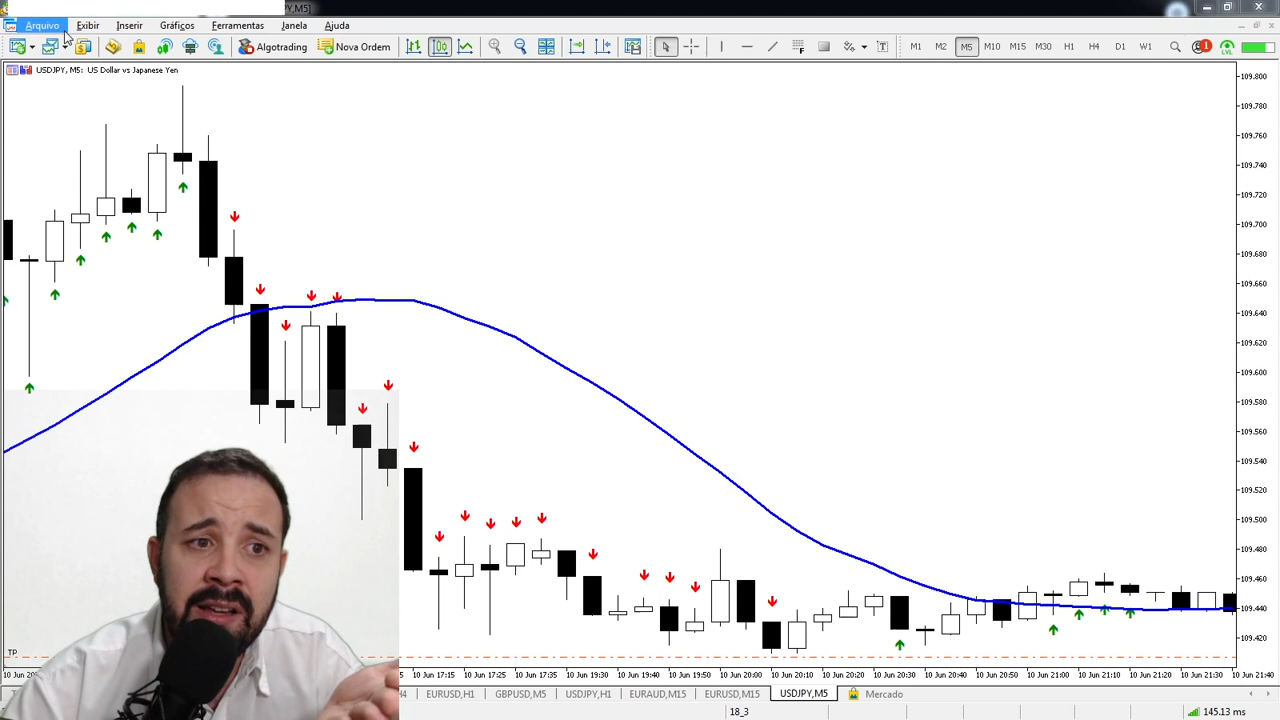 PY,M5]
Arquivo Exibir Inserir Gráficos Ferramentas Janela Ajuda
Algotrading Nova Ordem M1 M2 M5 M10 M15 M30 H1 H4 D1 W1 1 LVL
USDJPY, M5: US Dollar vs Japanese Yen
109.800
109.780
109.760
109.740
109.720
109.700
109.680
109.660
109.640
109.620
109.600
109.580
109.560
109.540
109.520
109.500
109.480
109.460
109.440
109.420
TP
10 Jun 17:15 10 Jun 17:25 10 Jun 17:35 10 Jun 19:30 10 Jun 19:40 10 Jun 19:50 10 Jun 20:00 10 Jun 20:10 10 Jun 20:20 10 Jun 20:30 10 Jun 20:40 10 Jun 20:50 10 Jun 21:00 10 Jun 21:10 10 Jun 21:20 10 Jun 21:30 10 Jun 21:40
EURUSD,H1 GBPUSD,M5 USDJPY,H1 EURAUD,M15 EURUSD,M15 USDJPY,M5 Mercado
18_3 145.13 ms